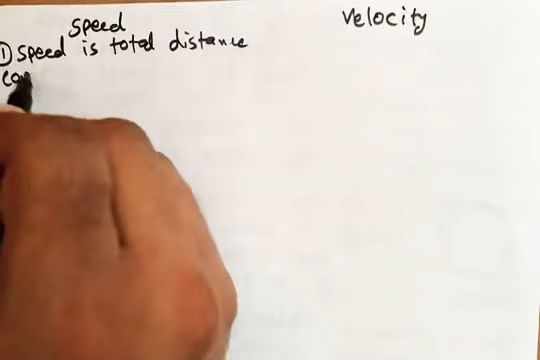 speed
Velocity
① speed is total distance